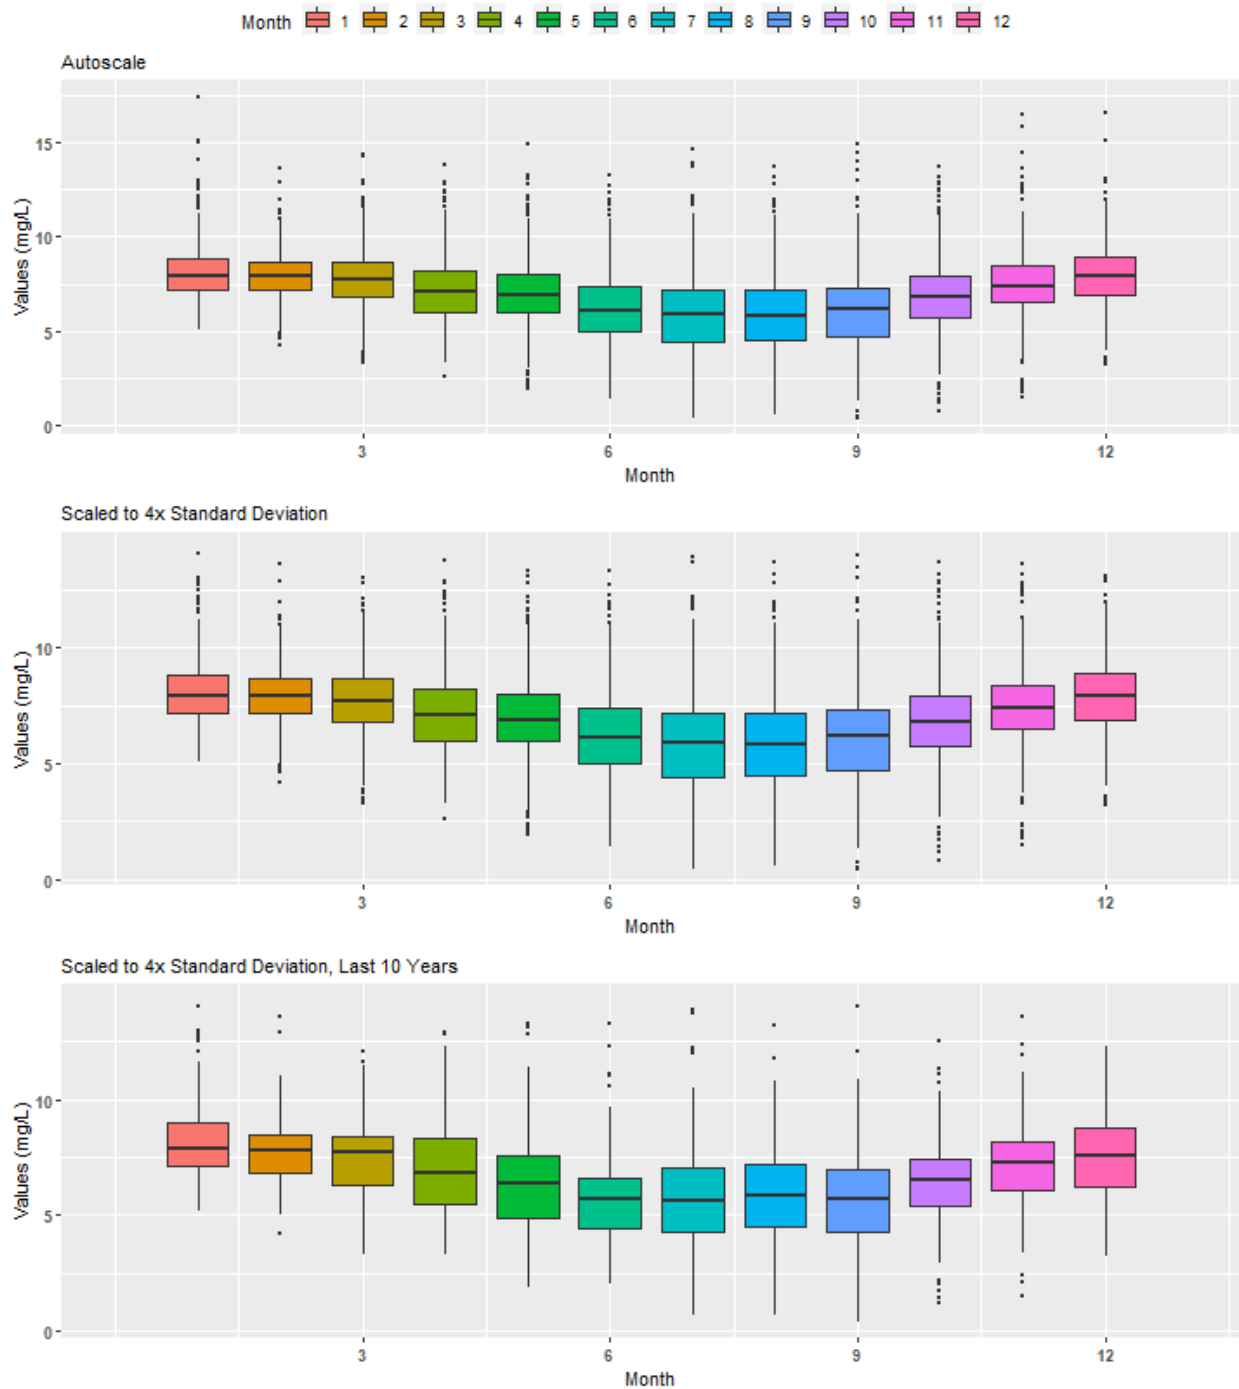 Month 1 2 3 4 5 6 7 8 9 10 11 12
Autoscale
Values (mg/L)
15
10
5
0
3 6 9 12
Month
Scaled to 4x Standard Deviation
Values (mg/L)
10
5
0
3 6 9 12
Month
Scaled to 4x Standard Deviation, Last 10 Years
Values (mg/L)
10
5
0
3 6 9 12
Month